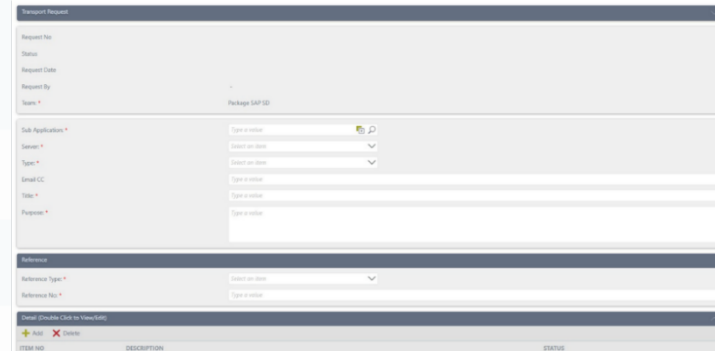 Transport Request
Request No
Status
Request Date
Request By -
Team: * Package SAP SD
Sub Application: * Type a value
Server: * Select an item
Type: * Select an item
Email CC Type a value
Title: * Type a value
Purpose: * Type a value
Reference
Reference Type: * Select an item
Reference No: * Type a value
Detail [Double Click to View/Edit]
Add Delete
ITEM NO DESCRIPTION STATUS